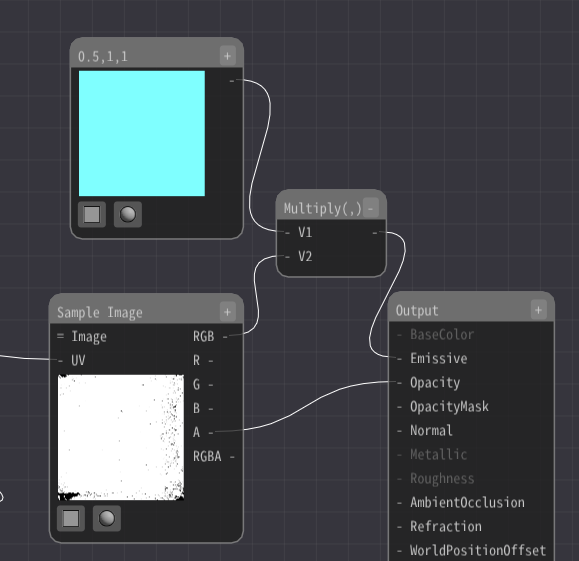 0.5,1,1 +
-
Multiply(,) -
- V1 -
- V2
Sample Image +
= Image RGB -
- UV R -
G -
B -
A -
RGBA -
Output +
- BaseColor
- Emissive
- Opacity
- OpacityMask
- Normal
- Metallic
- Roughness
- AmbientOcclusion
- Refraction
- WorldPositionOffset